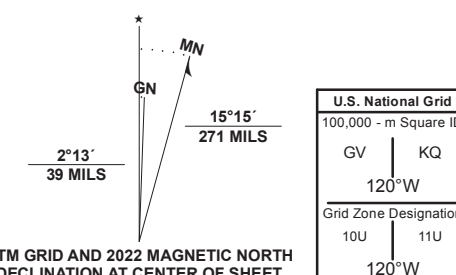 ★
MN
GN
15°15´
271 MILS
2°13´
39 MILS
TM GRID AND 2022 MAGNETIC NORTH
DECLINATION AT CENTER OF SHEET
U.S. National Grid
100,000 - m Square ID
GV KQ
120°W
Grid Zone Designation
10U 11U
120°W